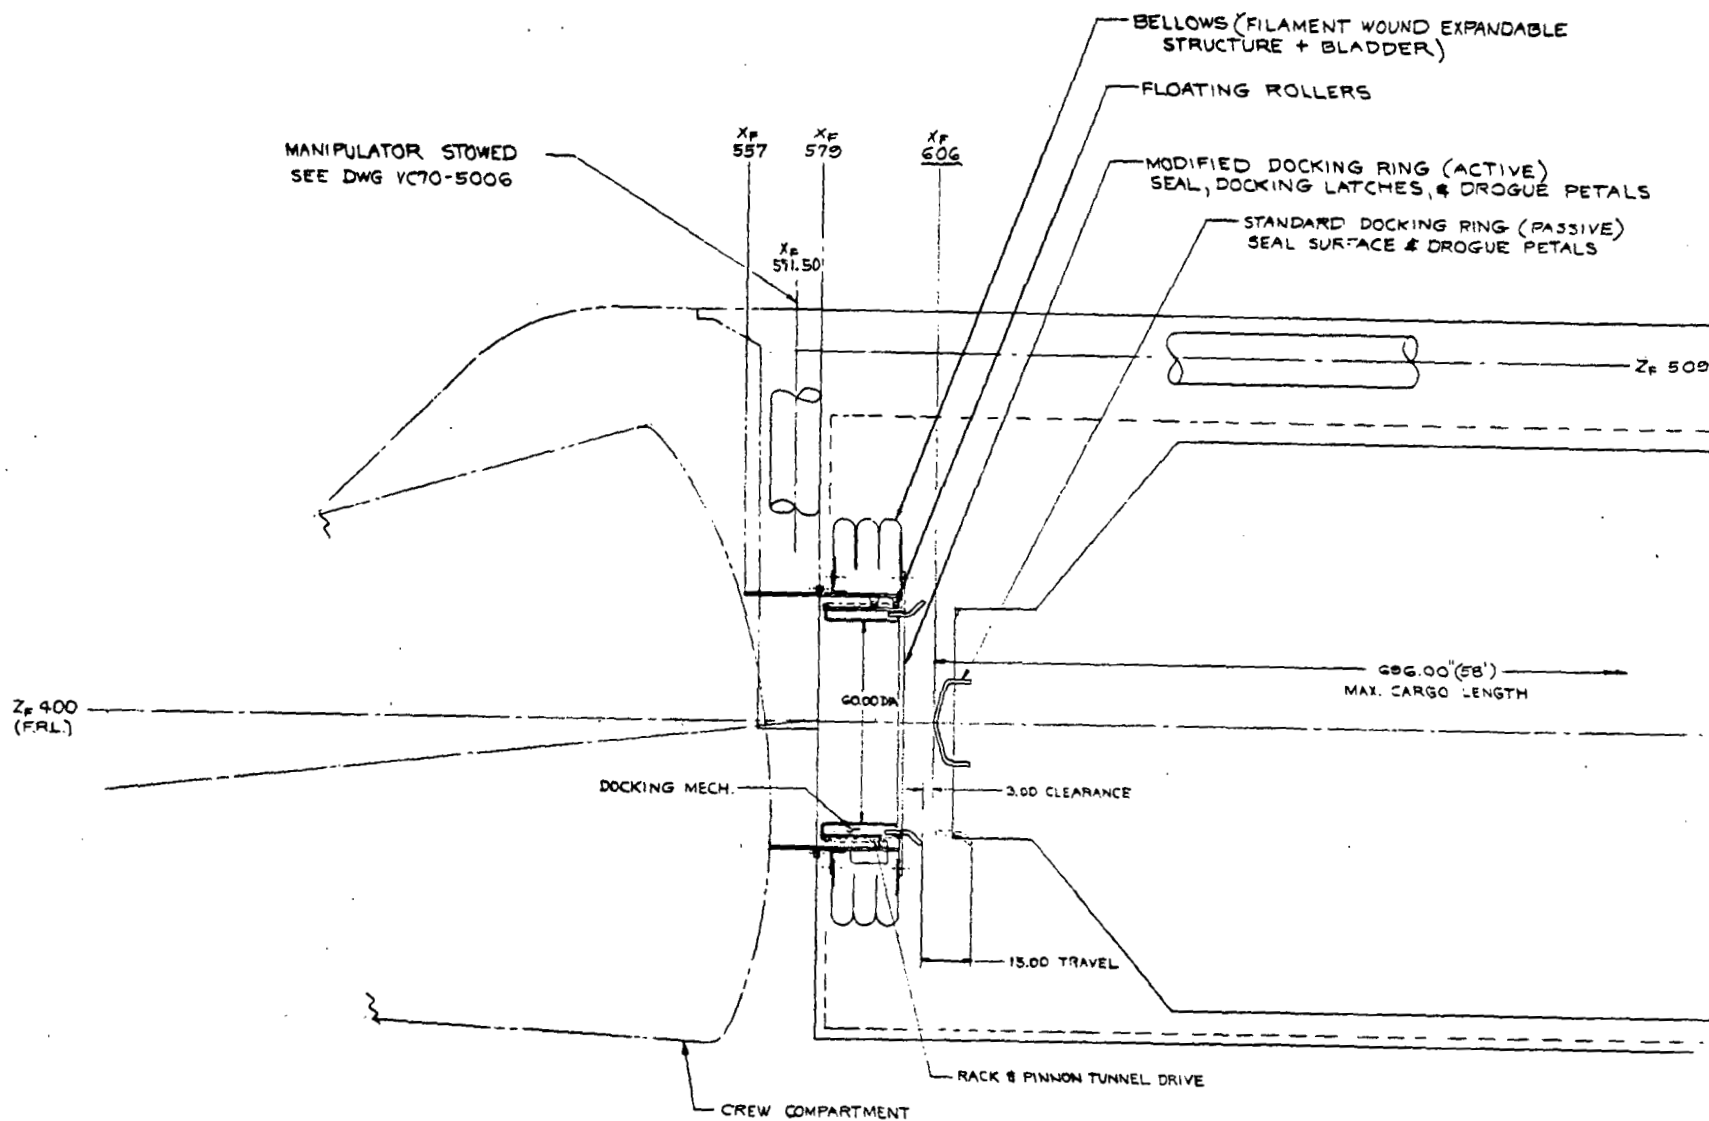 BELLOWS (FILAMENT WOUND EXPANDABLE
STRUCTURE + BLADDER)
FLOATING ROLLERS
MANIPULATOR STOWED
SEE DWG VC70-5006
XF
557
XF
579
XF
606
MODIFIED DOCKING RING (ACTIVE)
SEAL, DOCKING LATCHES, & DROGUE PETALS
STANDARD DOCKING RING (PASSIVE)
SEAL SURFACE & DROGUE PETALS
XF
571.50
ZF 509
696.00"(58')
MAX. CARGO LENGTH
60.00 DIA
ZF 400
(F.R.L.)
DOCKING MECH.
3.00 CLEARANCE
15.00 TRAVEL
RACK & PINNON TUNNEL DRIVE
CREW COMPARTMENT